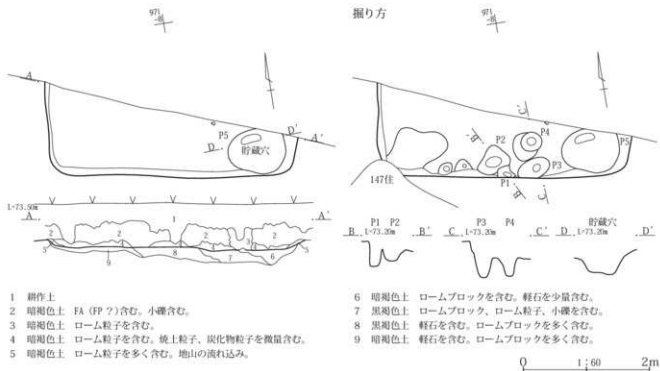 掘り方
971
-8
971
-8
A
A'
P5
D
D'
貯蔵穴
147住
P1
P2
P3
P4
P5
B
B'
C
C'
L=73.50m
A
A'
1
2
2
2
2
3
4
5
5
6
7
8
9
P1 P2
B L=73.20m B'
P3 P4
C L=73.20m C'
貯蔵穴
D L=73.20m D'
1 耕作土
2 暗褐色土 FA（FP？）含む。小礫含む。
3 暗褐色土 ローム粒子を含む。
4 暗褐色土 ローム粒子を含む。焼土粒子、炭化物粒子を微量含む。
5 暗褐色土 ローム粒子を多く含む。地山の流れ込み。
6 暗褐色土 ロームブロックを含む。軽石を少量含む。
7 黒褐色土 ロームブロック、ローム粒子、小礫を含む。
8 黒褐色土 軽石を含む。ロームブロックを多く含む。
9 暗褐色土 軽石を含む。ロームブロックを多く含む。
0 1：60 2m